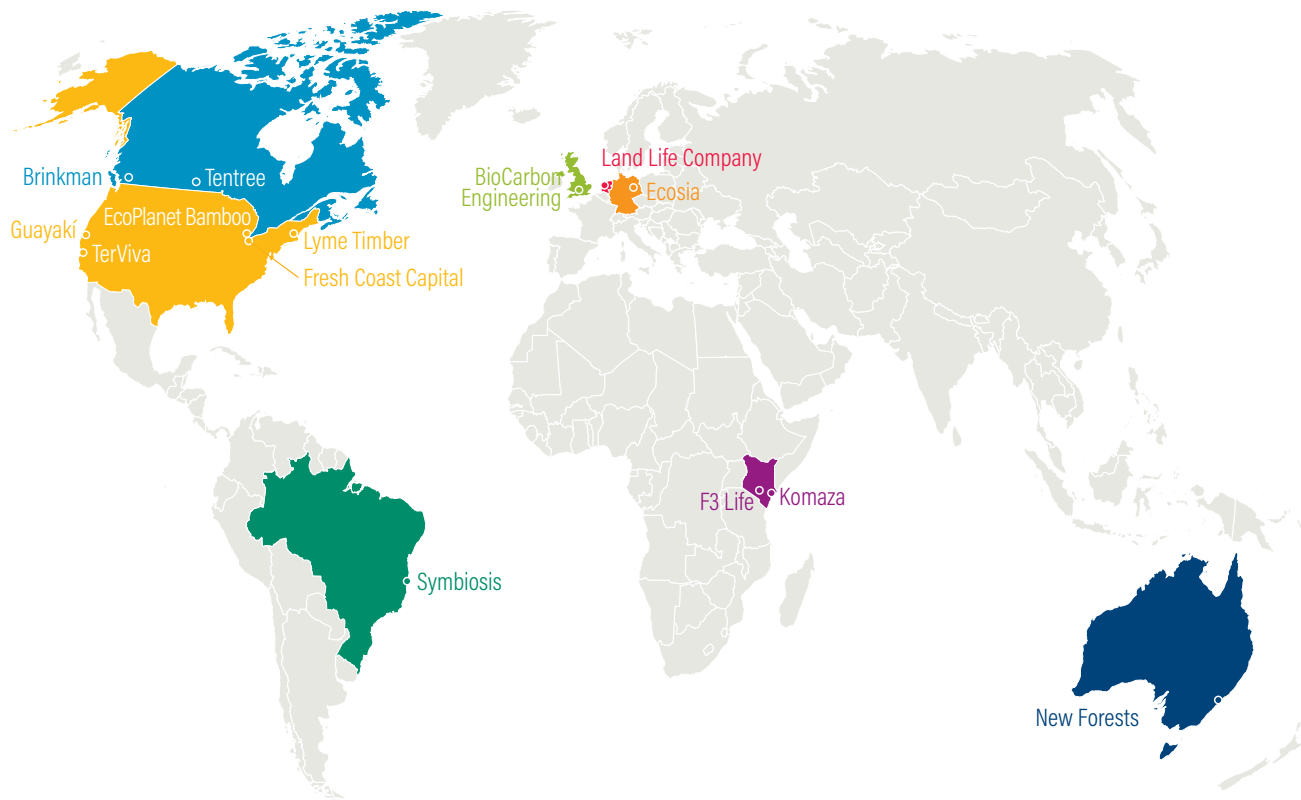 Land Life Company
Brinkman
Tentree
BioCarbon
Engineering
Ecosia
EcoPlanet Bamboo
Guayakí
Lyme Timber
TerViva
Fresh Coast Capital
F3 Life
Komaza
Symbiosis
New Forests